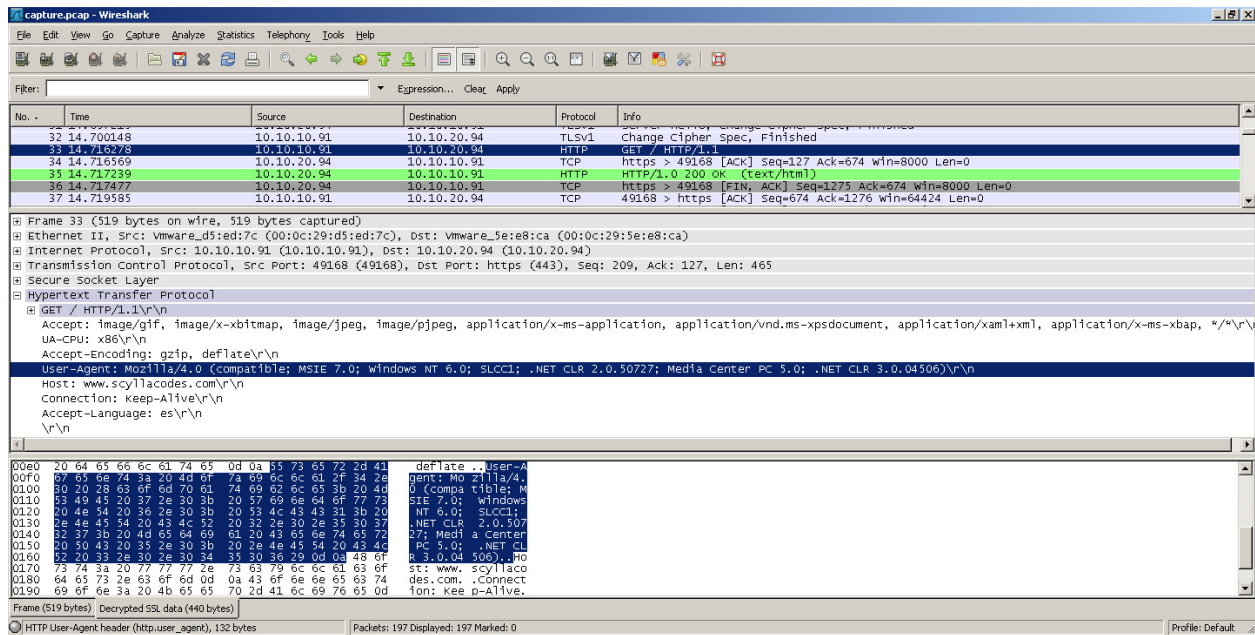 capture.pcap - Wireshark
File Edit View Go Capture Analyze Statistics Telephony Tools Help
Filter: Expression... Clear Apply
No. - Time Source Destination Protocol Info
32 14.700148 10.10.10.91 10.10.20.94 TLSv1 Change Cipher Spec, Finished
33 14.716278 10.10.10.91 10.10.20.94 HTTP GET / HTTP/1.1
34 14.716569 10.10.20.94 10.10.10.91 TCP https > 49168 [ACK] Seq=127 Ack=674 Win=8000 Len=0
35 14.717239 10.10.20.94 10.10.10.91 HTTP HTTP/1.0 200 OK (text/html)
36 14.717477 10.10.20.94 10.10.10.91 TCP https > 49168 [FIN, ACK] Seq=1275 Ack=674 Win=8000 Len=0
37 14.719585 10.10.10.91 10.10.20.94 TCP 49168 > https [ACK] Seq=674 Ack=1276 Win=64424 Len=0
Frame 33 (519 bytes on wire, 519 bytes captured)
Ethernet II, Src: Vmware_d5:ed:7c (00:0c:29:d5:ed:7c), Dst: Vmware_5e:e8:ca (00:0c:29:5e:e8:ca)
Internet Protocol, Src: 10.10.10.91 (10.10.10.91), Dst: 10.10.20.94 (10.10.20.94)
Transmission Control Protocol, Src Port: 49168 (49168), Dst Port: https (443), Seq: 209, Ack: 127, Len: 465
Secure Socket Layer
Hypertext Transfer Protocol
GET / HTTP/1.1\r\n
Accept: image/gif, image/x-xbitmap, image/jpeg, image/pjpeg, application/x-ms-application, application/vnd.ms-xpsdocument, application/xaml+xml, application/x-ms-xbap, */*\r\
UA-CPU: x86\r\n
Accept-Encoding: gzip, deflate\r\n
User-Agent: Mozilla/4.0 (compatible; MSIE 7.0; Windows NT 6.0; SLCC1; .NET CLR 2.0.50727; Media Center PC 5.0; .NET CLR 3.0.04506)\r\n
Host: www.scyllacodes.com\r\n
Connection: Keep-Alive\r\n
Accept-Language: es\r\n
\r\n
00e0 20 64 65 66 6c 61 74 65 0d 0a 55 73 65 72 2d 41 deflate ..User-A
00f0 67 65 6e 74 3a 20 4d 6f 7a 69 6c 6c 61 2f 34 2e gent: Mo zilla/4.
0100 30 20 28 63 6f 6d 70 61 74 69 62 6c 65 3b 20 4d 0 (compa tible; M
0110 53 49 45 20 37 2e 30 3b 20 57 69 6e 64 6f 77 73 SIE 7.0; Windows
0120 20 4e 54 20 36 2e 30 3b 20 53 4c 43 43 31 3b 20 NT 6.0; SLCC1;
0130 2e 4e 45 54 20 43 4c 52 20 32 2e 30 2e 35 30 37 .NET CLR 2.0.507
0140 32 37 3b 20 4d 65 64 69 61 20 43 65 6e 74 65 72 27; Medi a Center
0150 20 50 43 20 35 2e 30 3b 20 2e 4e 45 54 20 43 4c PC 5.0; .NET CL
0160 52 20 33 2e 30 2e 30 34 35 30 36 29 0d 0a 48 6f R 3.0.04 506)..Ho
0170 73 74 3a 20 77 77 77 2e 73 63 79 6c 6c 61 63 6f st: www. scyllaco
0180 64 65 73 2e 63 6f 6d 0d 0a 43 6f 6e 6e 65 63 74 des.com. .Connect
0190 69 6f 6e 3a 20 4b 65 65 70 2d 41 6c 69 76 65 0d ion: Kee p-Alive.
Frame (519 bytes) Decrypted SSL data (440 bytes)
HTTP User-Agent header (http.user_agent), 132 bytes Packets: 197 Displayed: 197 Marked: 0 Profile: Default